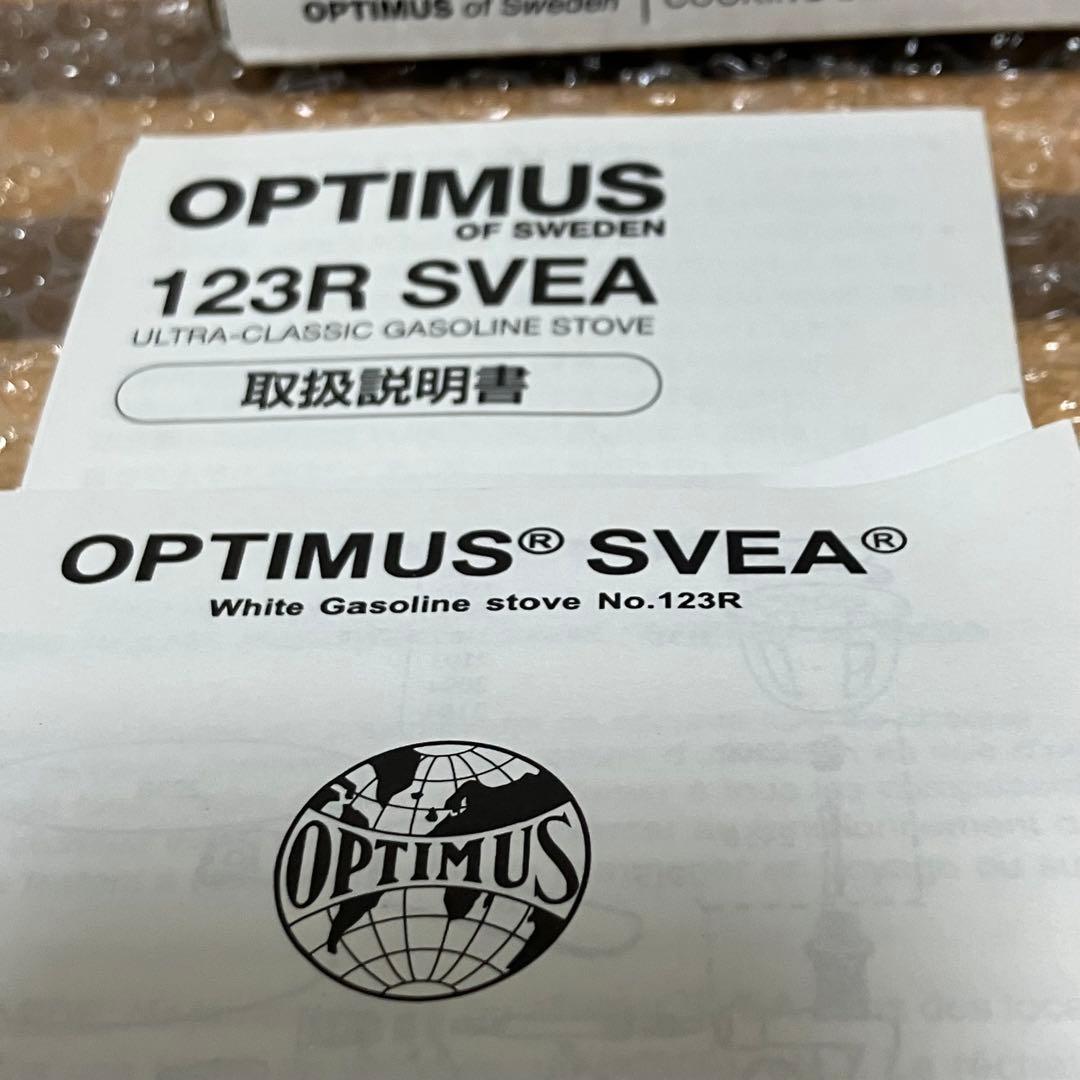 OPTIMUS of Sweden
OPTIMUS
OF SWEDEN
123R SVEA
ULTRA-CLASSIC GASOLINE STOVE
取扱説明書
OPTIMUS® SVEA®
White Gasoline stove No.123R
OPTIMUS